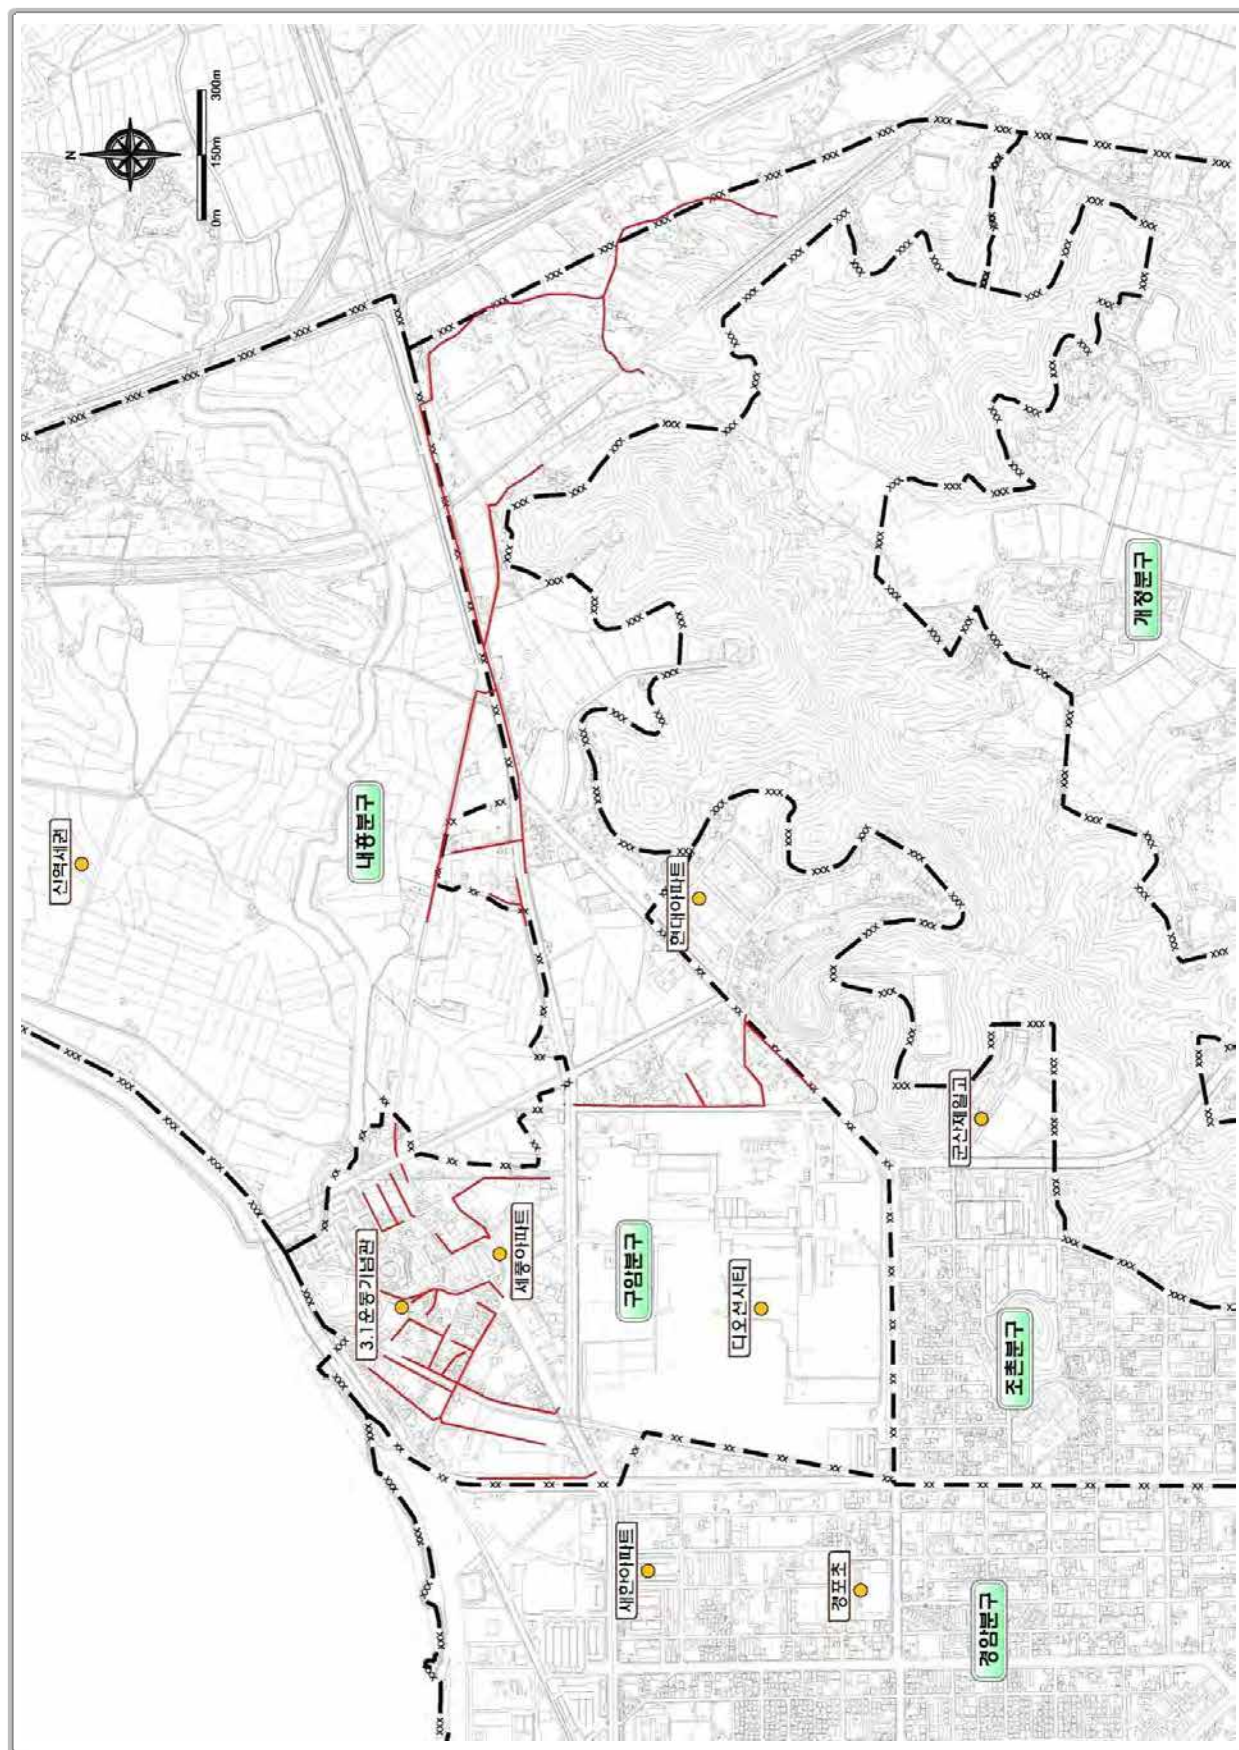 신역세권
N
0m 150m 300m
3.1운동기념관
내흥분구
세풍아파트
세한아파트
구암분구
현대아파트
디오션시티
경포초
군산제일고
경암분구
조촌분구
개정분구